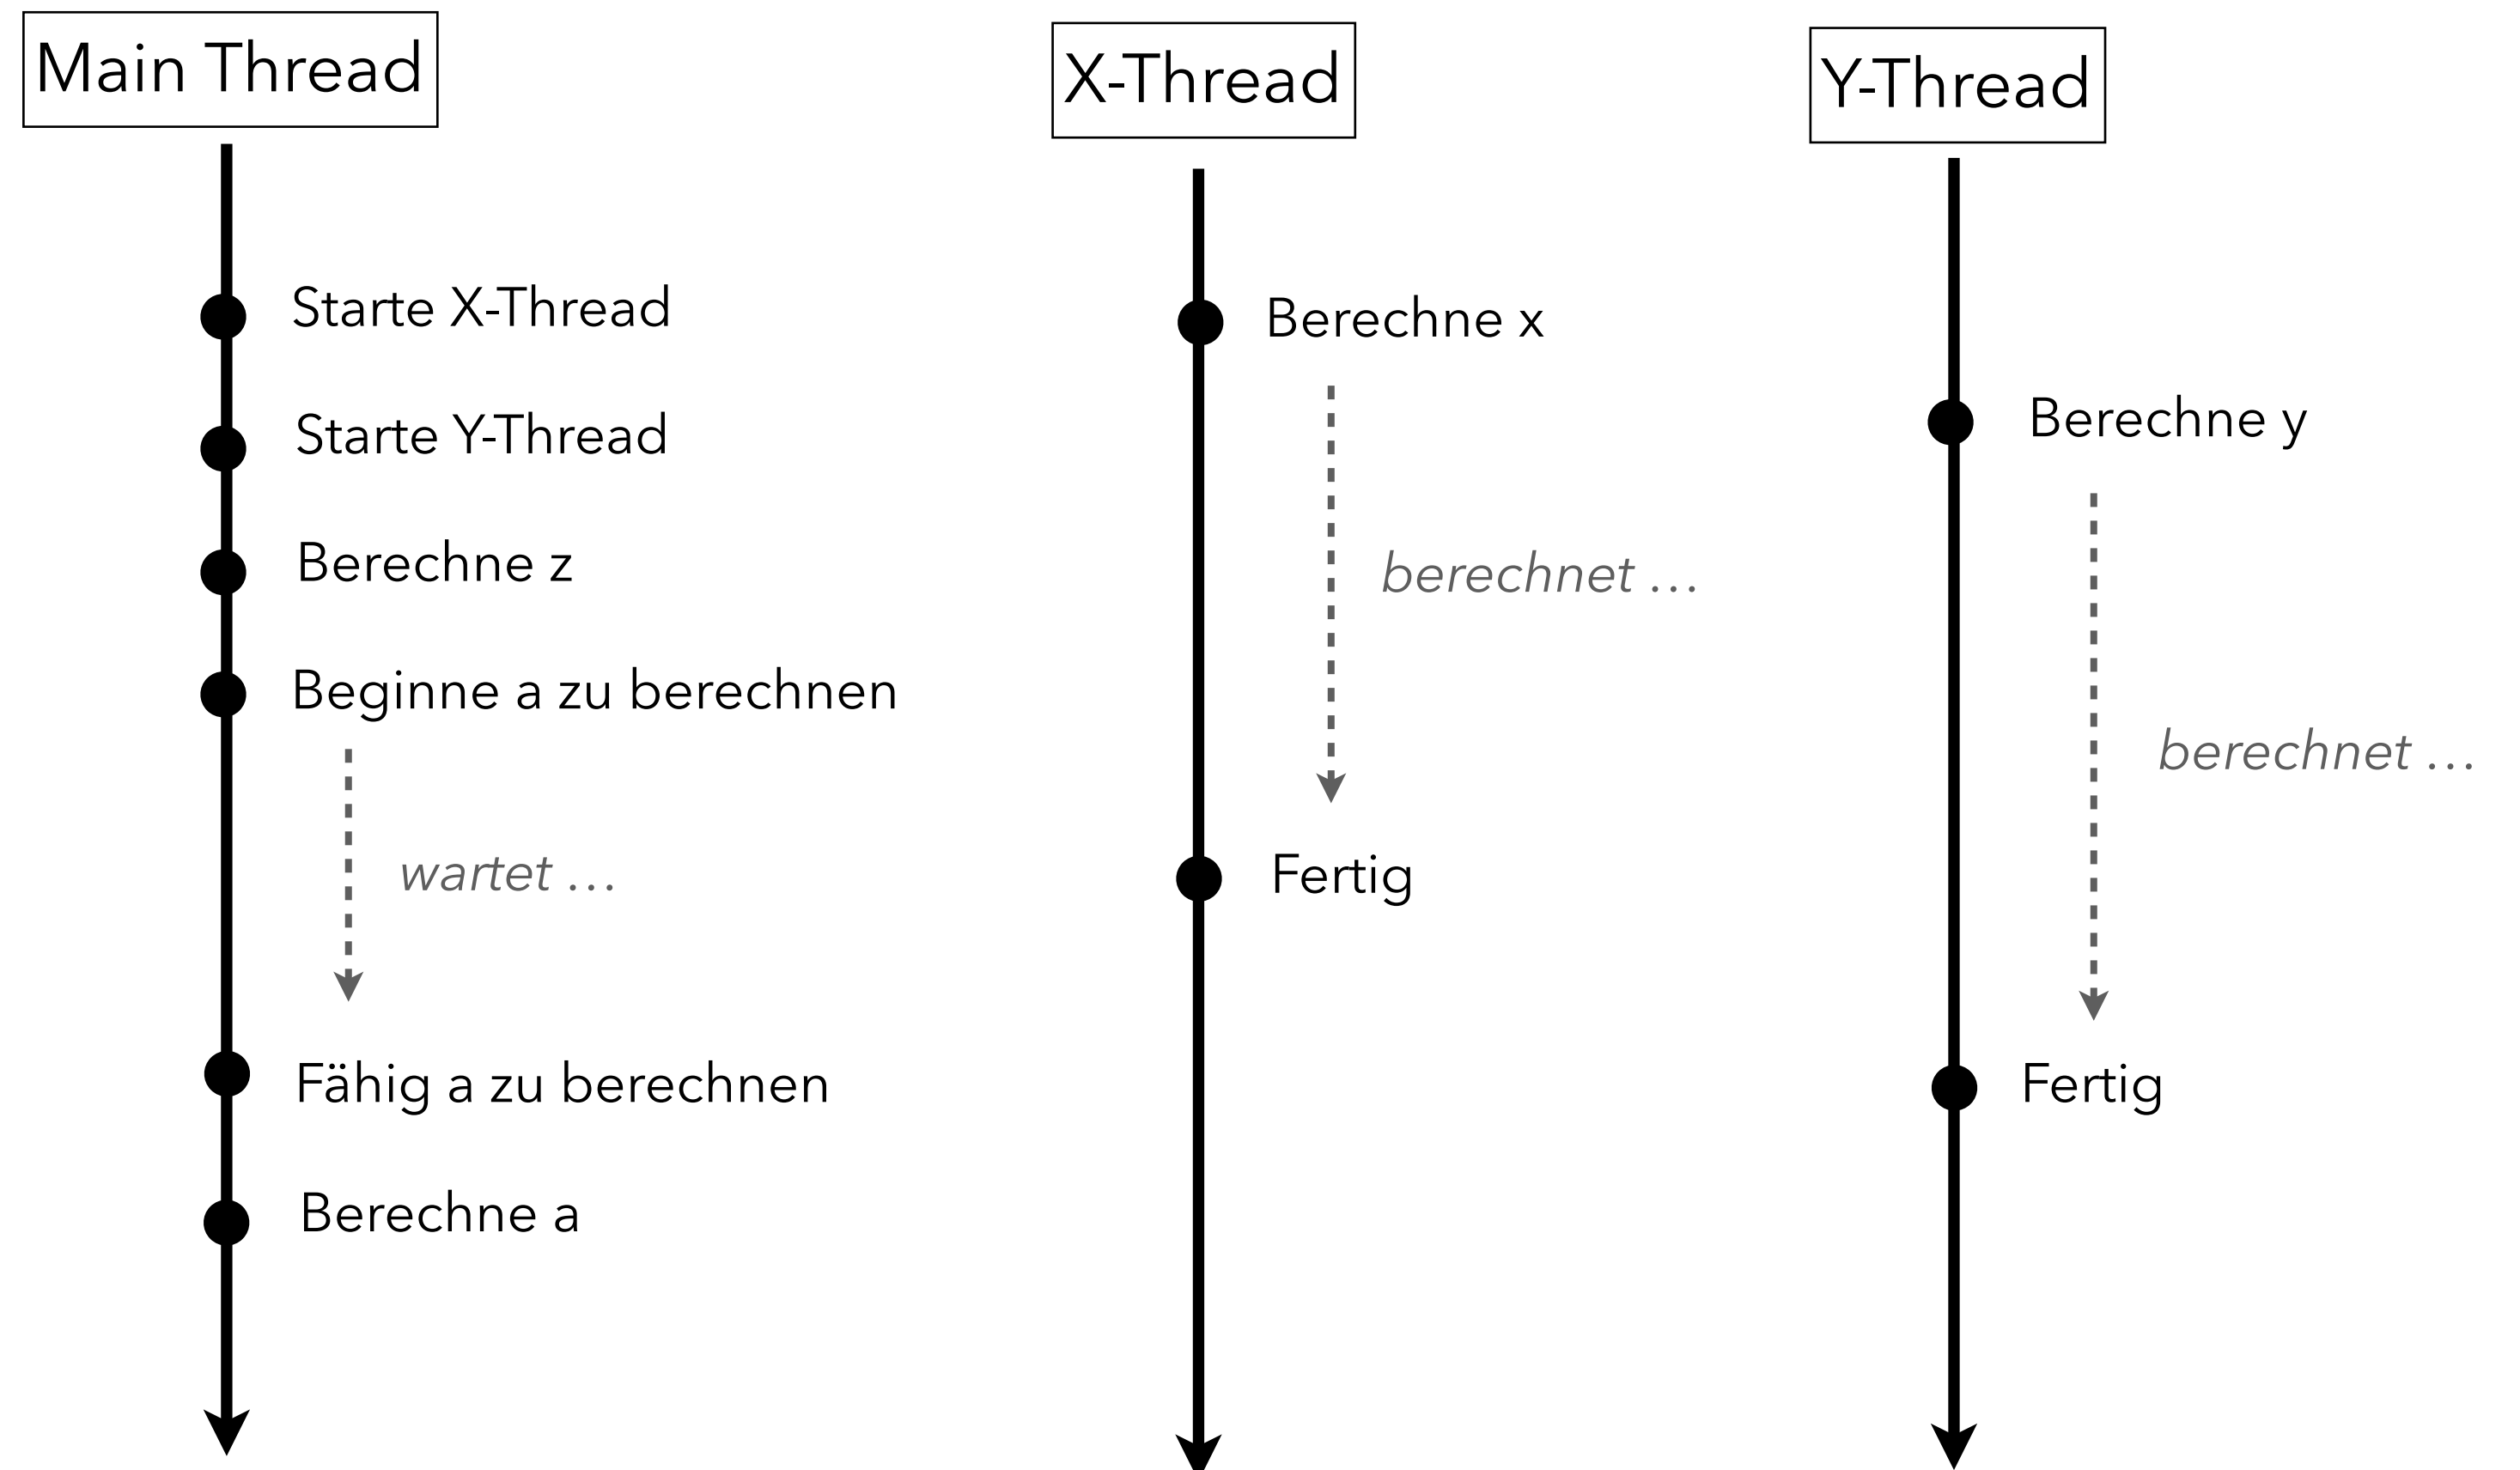 Main Thread
Starte X-Thread
Starte Y-Thread
Berechne z
Beginne a zu berechnen
wartet ...
Fähig a zu berechnen
Berechne a
X-Thread
Berechne x
berechnet ...
Fertig
Y-Thread
Berechne y
berechnet ...
Fertig